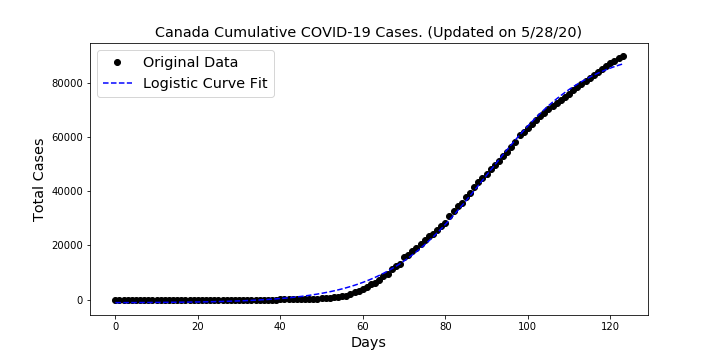 Canada Cumulative COVID-19 Cases. (Updated on 5/28/20)
Original Data
Logistic Curve Fit
Total Cases
80000
60000
40000
20000
0
0 20 40 60 80 100 120
Days